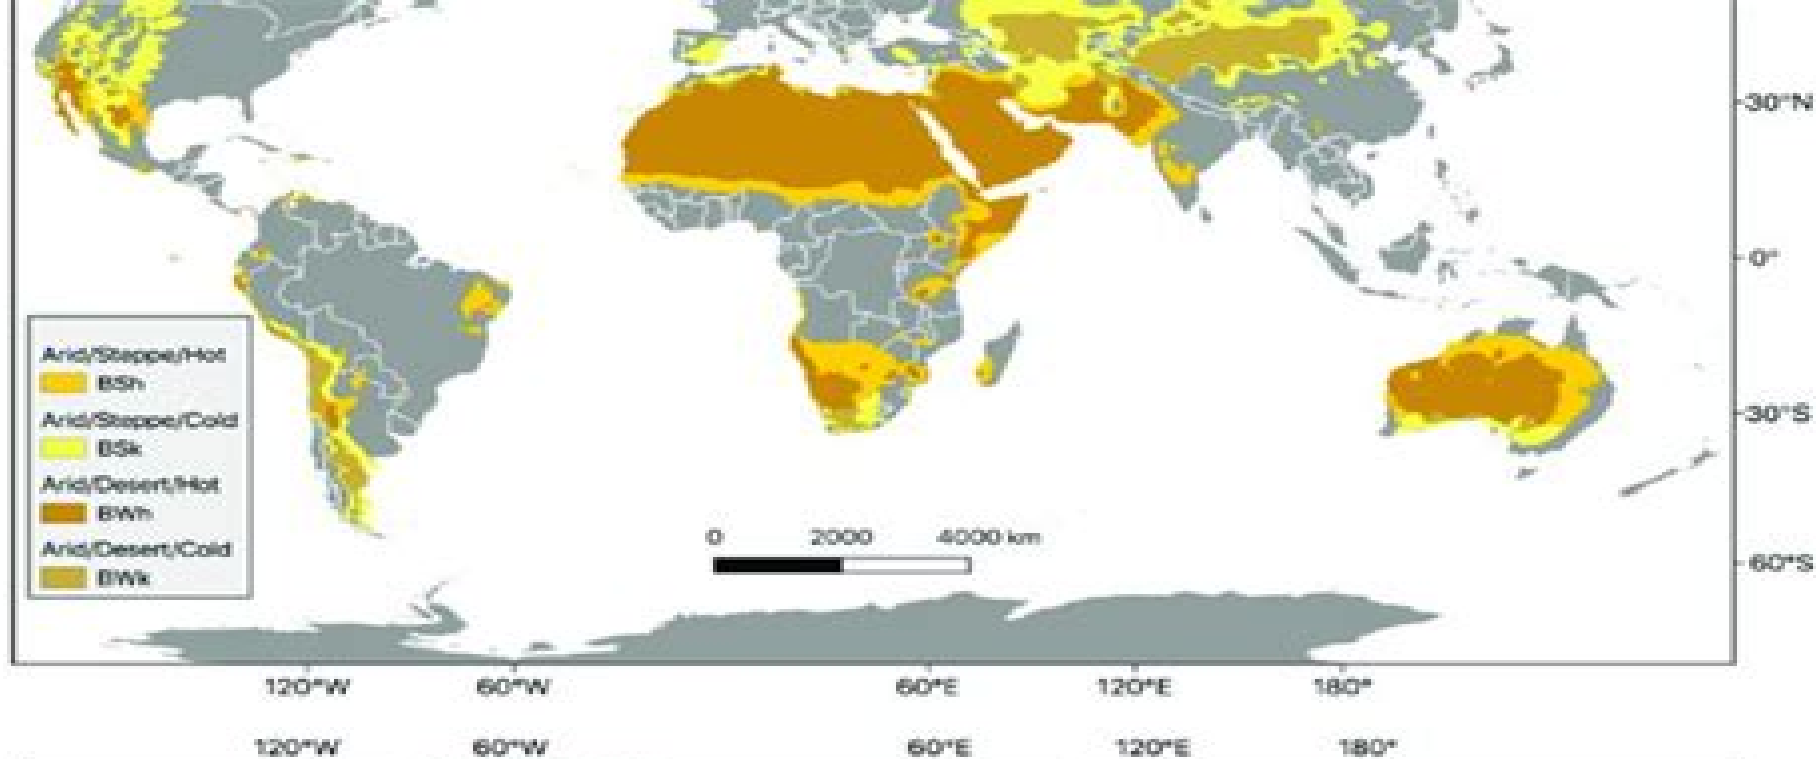 30°N
0°
Arid/Steppe/Hot
BSh
30°S
Arid/Steppe/Cold
BSk
Arid/Desert/Hot
BWh
0 2000 4000 km
Arid/Desert/Cold
60°S
BWk
120°W 60°W 60°E 120°E 180°
120°W 60°W 60°E 120°E 180°